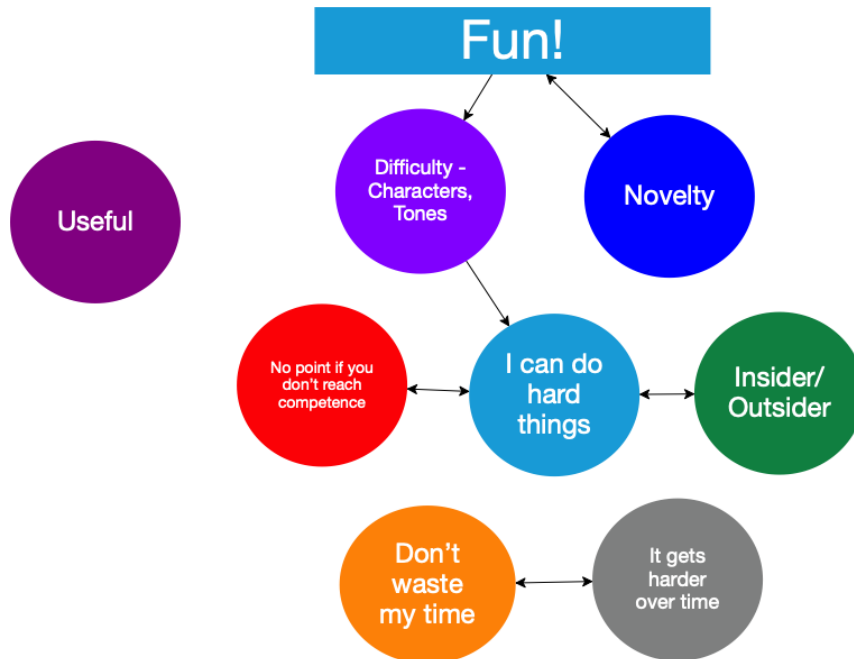 Fun!
Difficulty -
Characters,
Tones
Novelty
Useful
No point if you
don't reach
competence
I can do
hard
things
Insider/
Outsider
Don't
waste
my time
It gets
harder
over time